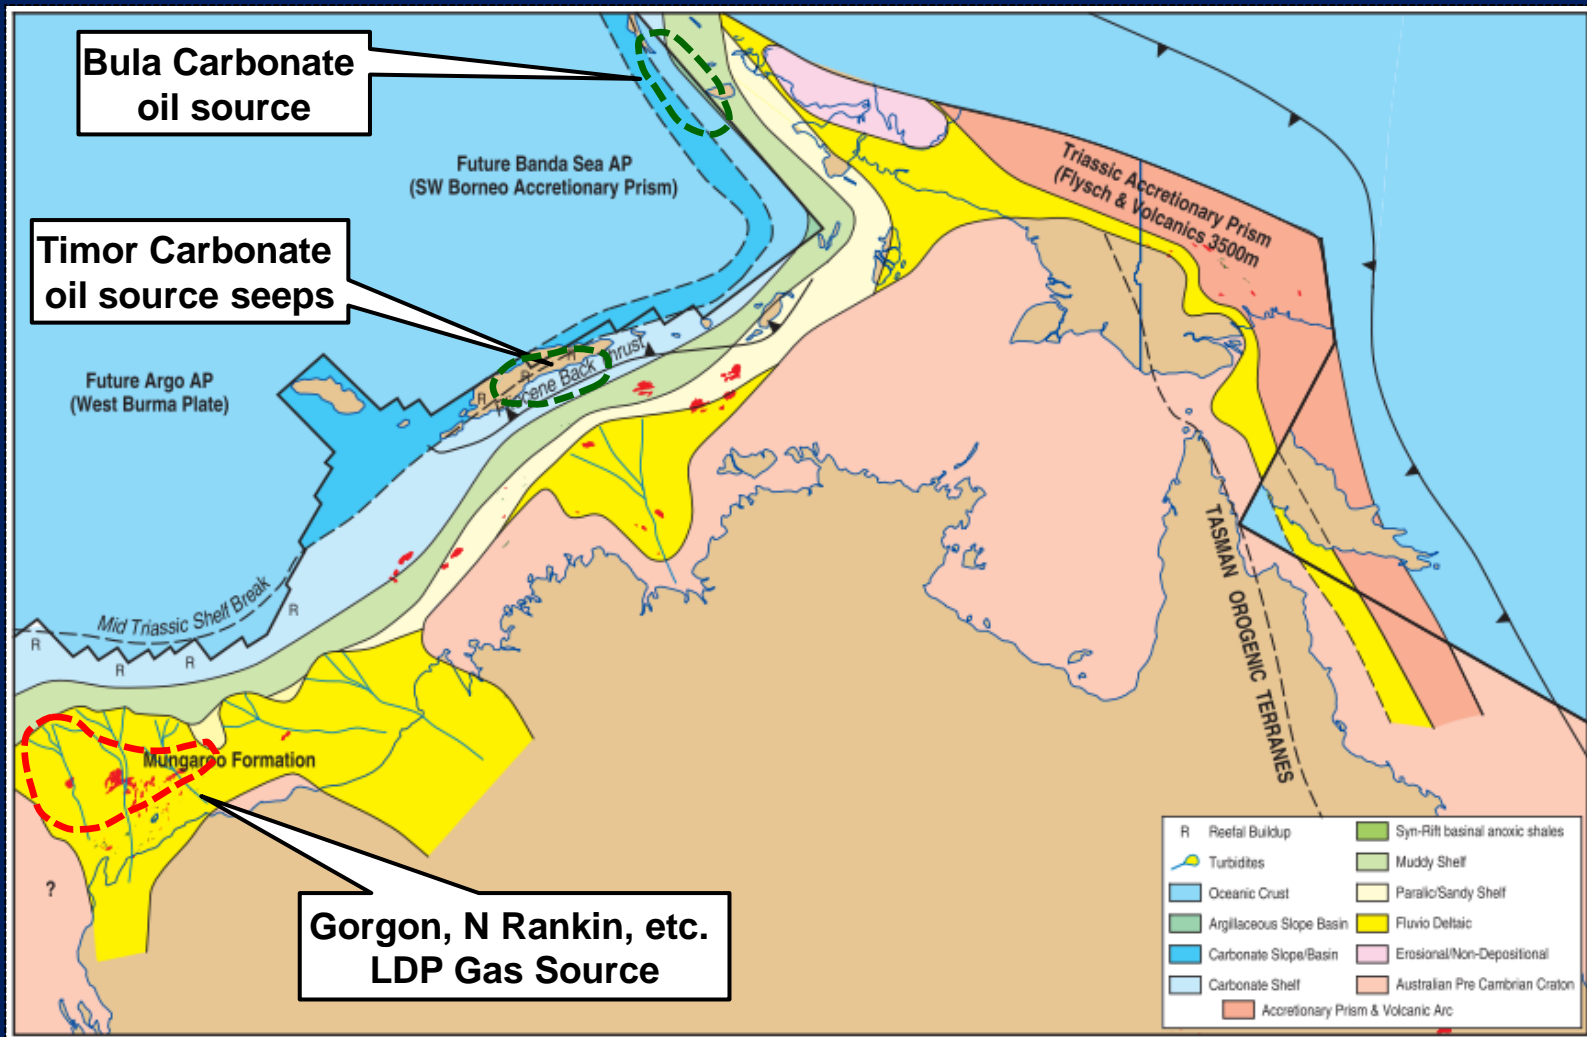 Bula Carbonate
oil source
Future Banda Sea AP
(SW Borneo Accretionary Prism)
Triassic Accretionary Prism
(Flysch & Volcanics 3500m
Timor Carbonate
oil source seeps
R
R
R
Back Thrust
Future Argo AP
(West Burma Plate)
TASMAN OROGENIC TERRANES
Mid Triassic Shelf Break
R
R
R
R
Mungaroo Formation
?
Gorgon, N Rankin, etc.
LDP Gas Source
R Reefal Buildup
Turbidites
Oceanic Crust
Argillaceous Slope Basin
Carbonate Slope/Basin
Carbonate Shelf
Syn-Rift basinal anoxic shales
Muddy Shelf
Paralic/Sandy Shelf
Fluvio Deltaic
Erosional/Non-Depositional
Australian Pre Cambrian Craton
Accretionary Prism & Volcanic Arc